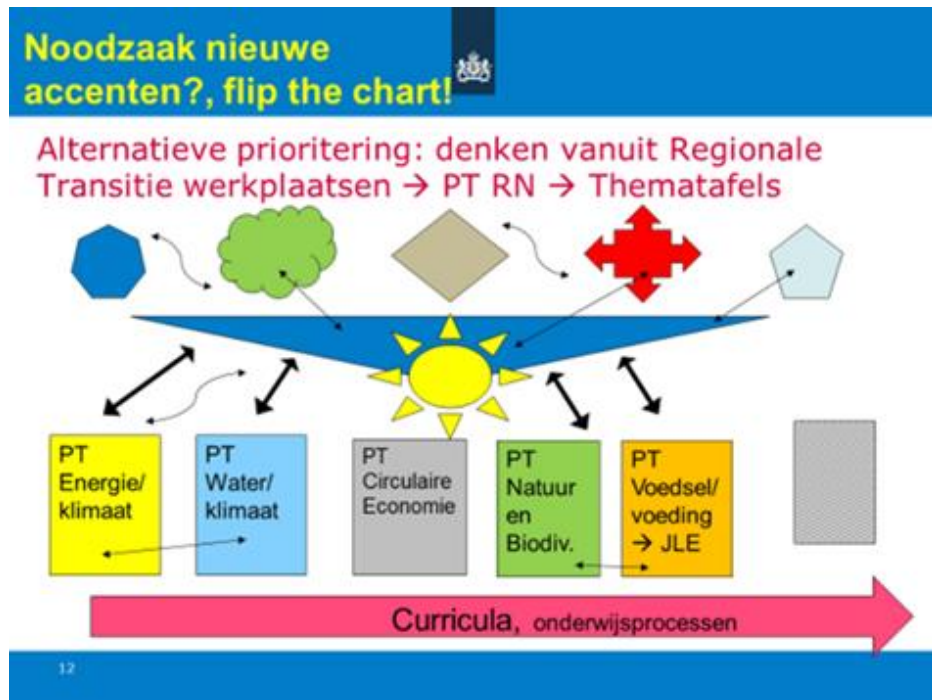 Noodzaak nieuwe
accenten?, flip the chart!
Alternatieve prioritering: denken vanuit Regionale
Transitie werkplaatsen → PT RN → Thematafels
PT
Energie/
klimaat
PT
Water/
klimaat
PT
Circulaire
Economie
PT
Natuur
en
Biodiv.
PT
Voedsel/
voeding
→ JLE
Curricula, onderwijsprocessen
12